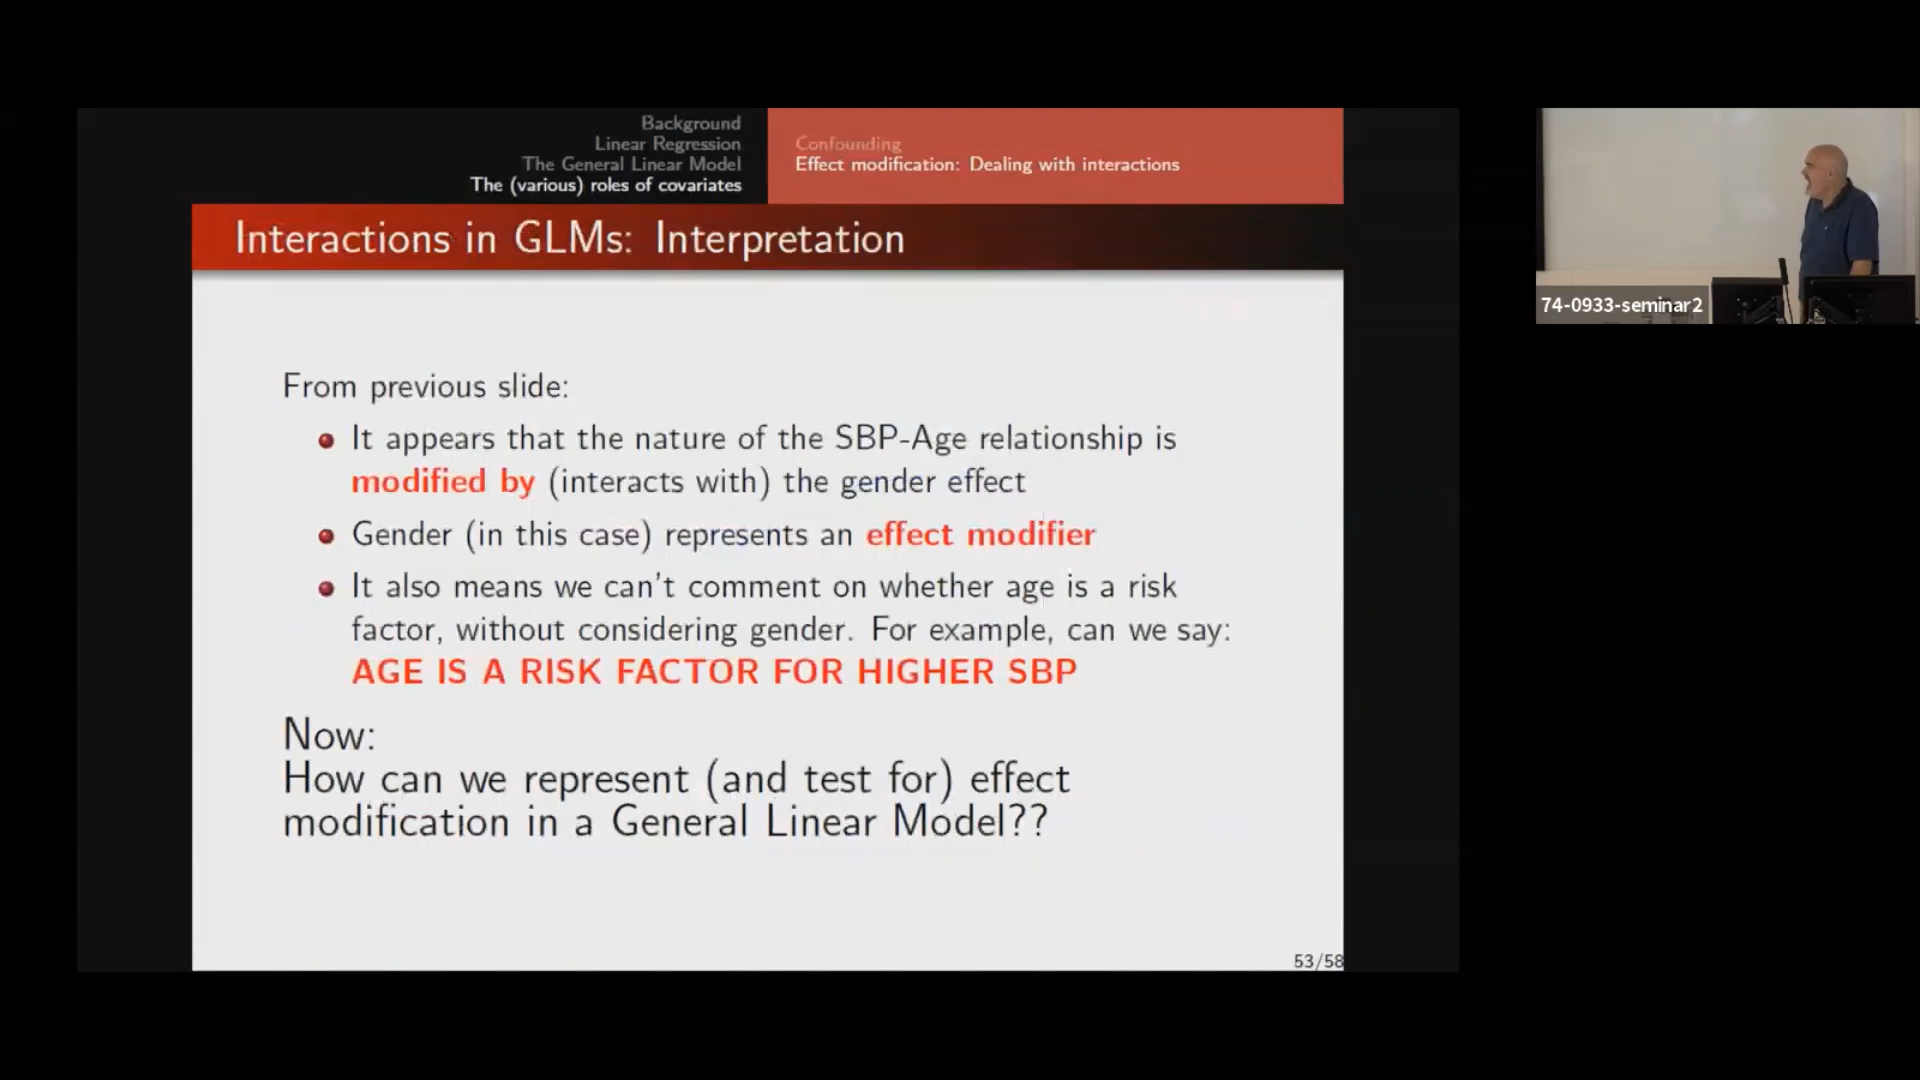 Background
Linear Regression
The General Linear Model
The (various) roles of covariates
Confounding
Effect modification: Dealing with interactions
Interactions in GLMs: Interpretation
From previous slide:
It appears that the nature of the SBP-Age relationship is
modified by (interacts with) the gender effect
Gender (in this case) represents an effect modifier
It also means we can't comment on whether age is a risk
factor, without considering gender. For example, can we say:
AGE IS A RISK FACTOR FOR HIGHER SBP
Now:
How can we represent (and test for) effect
modification in a General Linear Model??
53/58
74-0933-seminar2